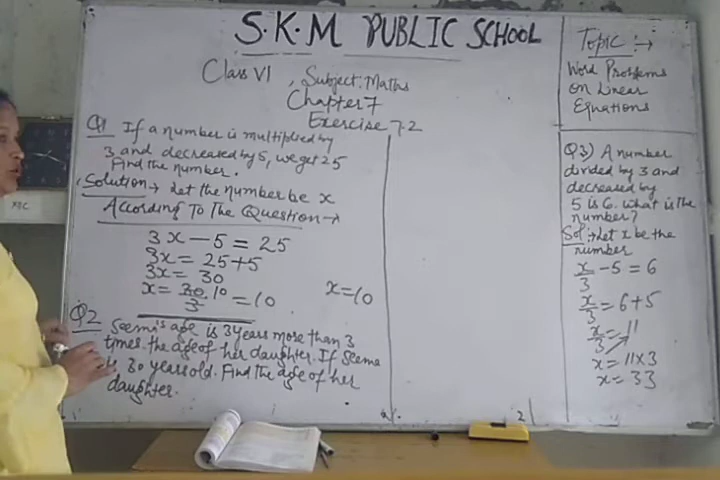 S.K.M PUBLIC SCHOOL
Class VI , Subject: Maths
Chapter 7
Exercise 7.2
Q1 If a number is multiplied by
3 and decreased by 5, we get 25
Find the number.
Solution→ Let the number be x
According To The Question→
3x - 5 = 25
3x = 25+5
3x = 30
x = 30/3 10 = 10
x = 10
Q2 Seema's age is 3 years more than 3
times the age of her daughter. If Seema
is 30 years old. Find the age of her
daughter.
Topic :→
Word Problems
On Linear
Equations
Q3) A number
divided by 3 and
decreased by
5 is 6. what is the
number?
Sol:→ Let x be the
number
x/3 - 5 = 6
x/3 = 6+5
x/3 = 11
x = 11×3
x = 33